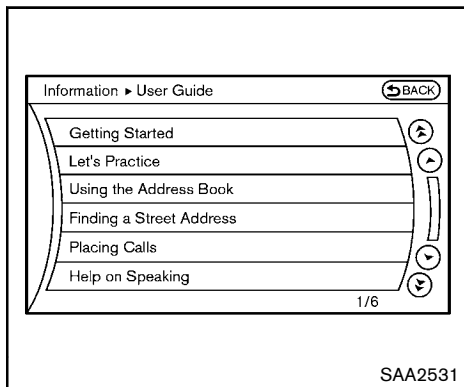 Information ▸ User Guide
BACK
Getting Started
Let's Practice
Using the Address Book
Finding a Street Address
Placing Calls
Help on Speaking
1/6
SAA2531